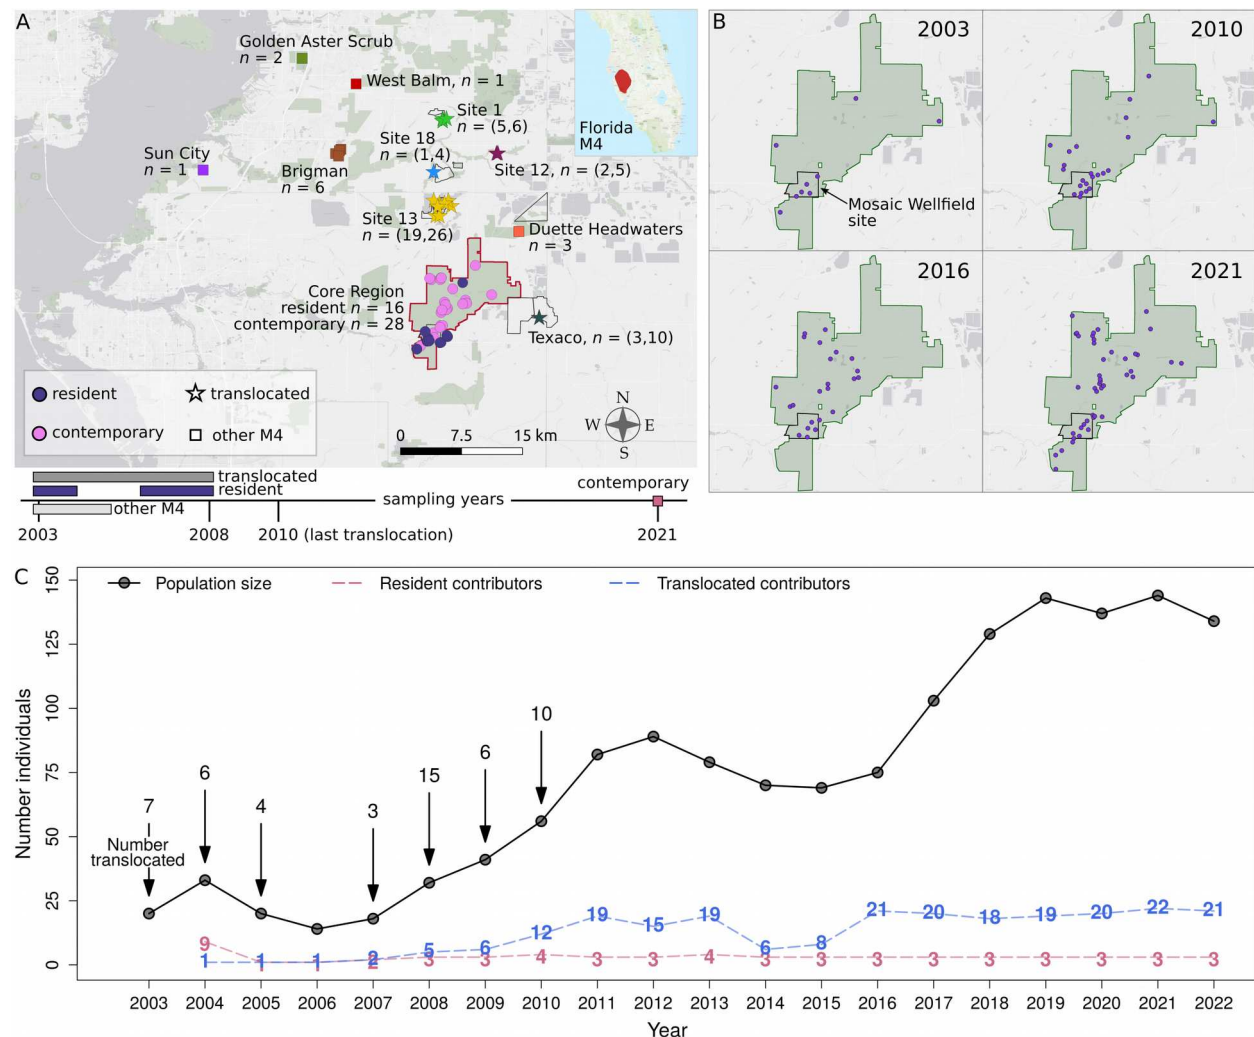 A
Golden Aster Scrub
n = 2
West Balm, n = 1
Site 1
n = (5,6)
Florida
M4
Site 18
n = (1,4)
Sun City
n = 1
Brigman
n = 6
Site 12, n = (2,5)
Site 13
n = (19,26)
Duette Headwaters
n = 3
Core Region
resident n = 16
contemporary n = 28
Texaco, n = (3,10)
resident
translocated
contemporary
other M4
N
W E
S
0 7.5 15 km
translocated
resident
other M4
sampling years
contemporary
2003 2008 2010 (last translocation) 2021
B
2003
2010
Mosaic Wellfield
site
2016
2021
C
Population size
Resident contributors
Translocated contributors
Number individuals
150
125
100
75
50
25
0
7
Number
translocated
6
4
3
15
6
10
9 1 1 2 3 3 4 3 3 4 3 3 3 3 3 3 3 3 3
1 1 1 2 5 6 12 19 15 19 6 8 21 20 18 19 20 22 21
2003 2004 2005 2006 2007 2008 2009 2010 2011 2012 2013 2014 2015 2016 2017 2018 2019 2020 2021 2022
Year